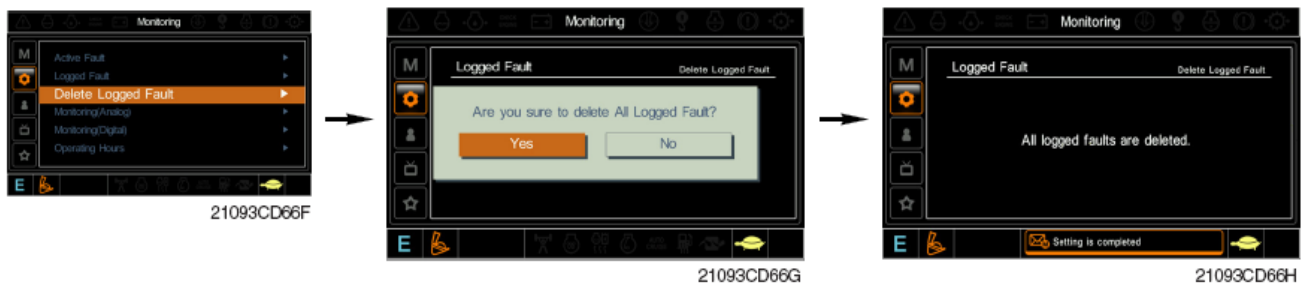 Monitoring
M
Active Fault
Logged Fault
Delete Logged Fault
Monitoring(Analog)
Monitoring(Digital)
Operating Hours
E
21093CD66F
Monitoring
M
Logged Fault
Delete Logged Fault
Are you sure to delete All Logged Fault?
Yes
No
E
21093CD66G
Monitoring
M
Logged Fault
Delete Logged Fault
All logged faults are deleted.
E
Setting is completed
21093CD66H